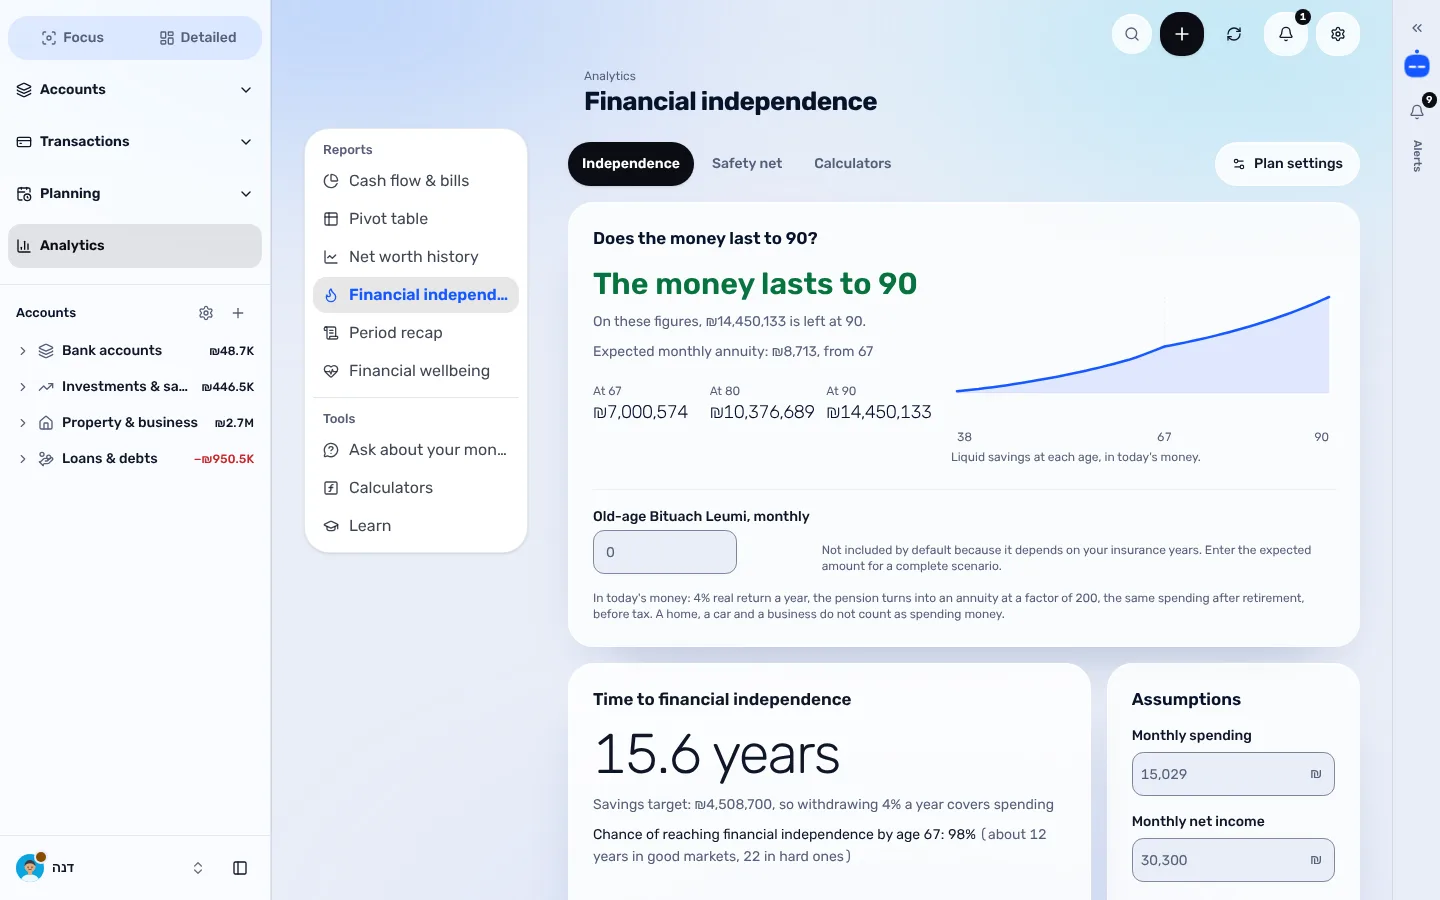 Focus
Detailed
Accounts
Transactions
Planning
Analytics
Accounts
Bank accounts ₪48.7K
Investments & sa... ₪446.5K
Property & business ₪2.7M
Loans & debts −₪950.5K
דנה
Reports
Cash flow & bills
Pivot table
Net worth history
Financial independ...
Period recap
Financial wellbeing
Tools
Ask about your mon...
Calculators
Learn
1
Analytics
Financial independence
Independence
Safety net
Calculators
Plan settings
Does the money last to 90?
The money lasts to 90
On these figures, ₪14,450,133 is left at 90.
Expected monthly annuity: ₪8,713, from 67
At 67 At 80 At 90
₪7,000,574 ₪10,376,689 ₪14,450,133
38 67 90
Liquid savings at each age, in today's money.
Old-age Bituach Leumi, monthly
0
Not included by default because it depends on your insurance years. Enter the expected
amount for a complete scenario.
In today's money: 4% real return a year, the pension turns into an annuity at a factor of 200, the same spending after retirement,
before tax. A home, a car and a business do not count as spending money.
Time to financial independence
15.6 years
Savings target: ₪4,508,700, so withdrawing 4% a year covers spending
Chance of reaching financial independence by age 67: 98% (about 12
years in good markets, 22 in hard ones)
Assumptions
Monthly spending
15,029 ₪
Monthly net income
30,300 ₪
9
Alerts